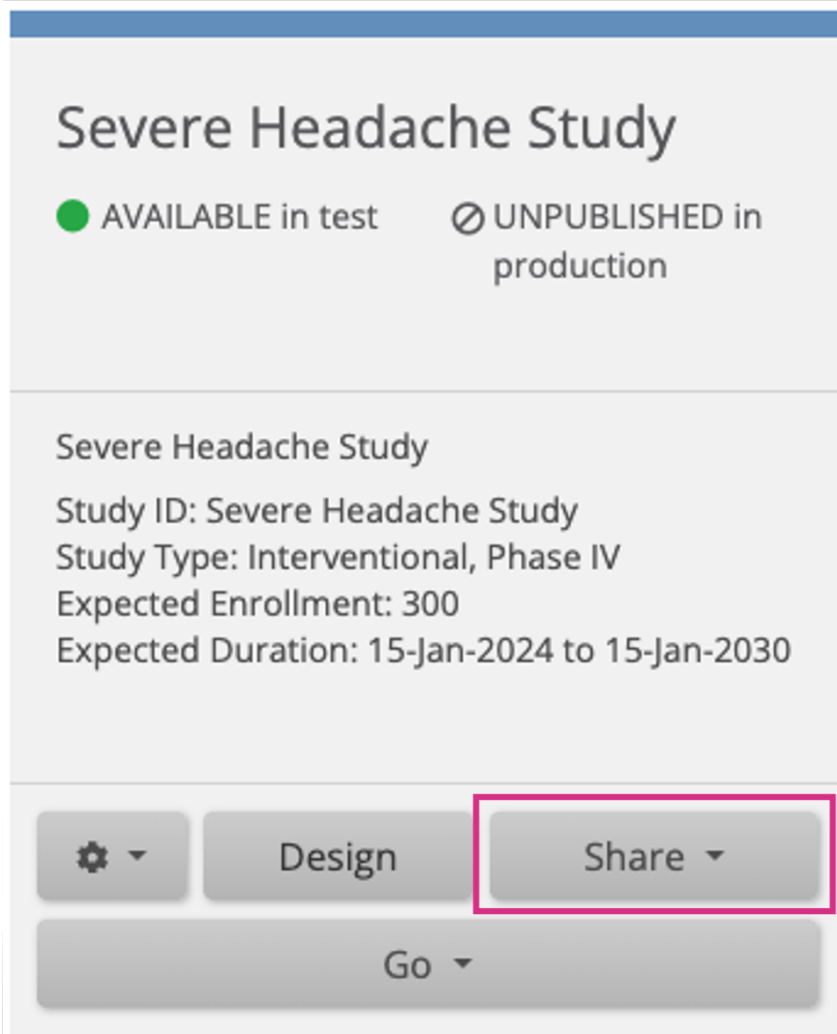 Severe Headache Study
AVAILABLE in test
UNPUBLISHED in
production
Severe Headache Study
Study ID: Severe Headache Study
Study Type: Interventional, Phase IV
Expected Enrollment: 300
Expected Duration: 15-Jan-2024 to 15-Jan-2030
Design
Share
Go